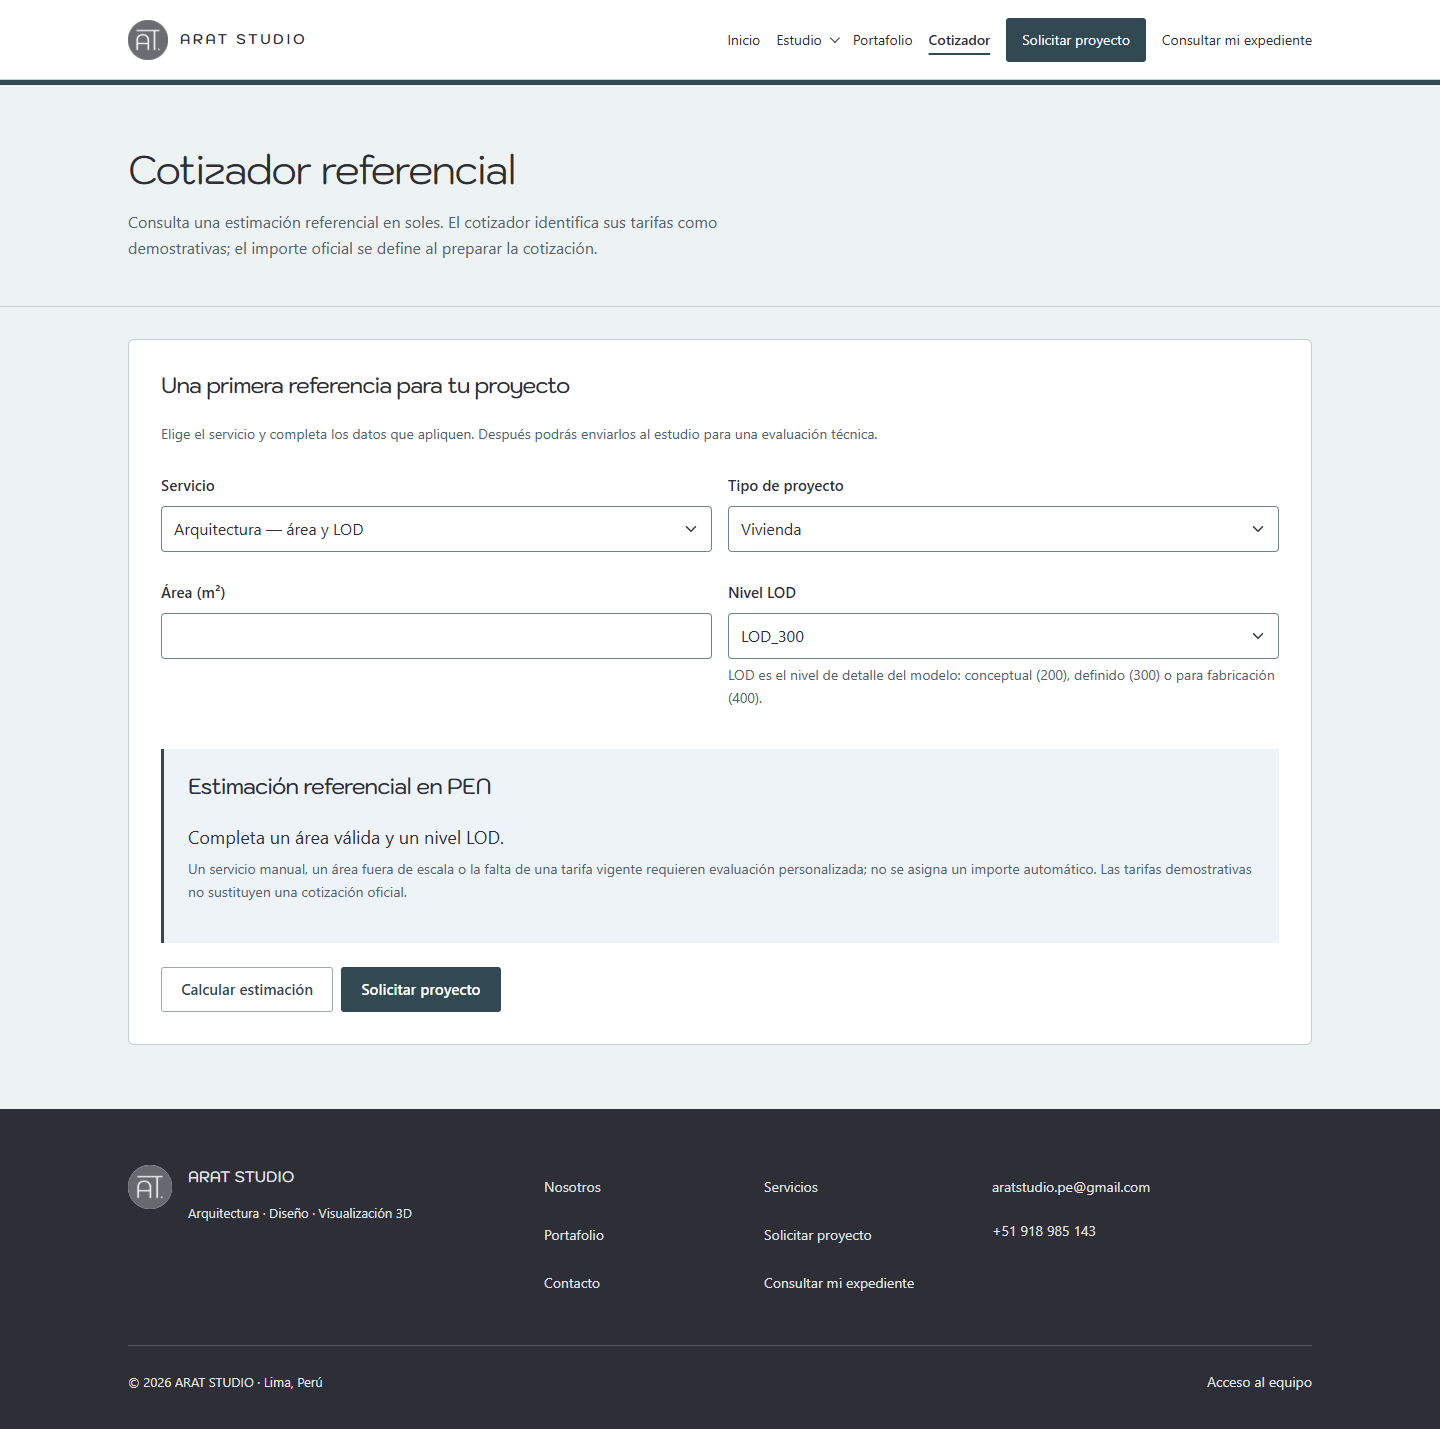 AT.
ARAT STUDIO
Inicio
Estudio
Portafolio
Cotizador
Solicitar proyecto
Consultar mi expediente
Cotizador referencial
Consulta una estimación referencial en soles. El cotizador identifica sus tarifas como
demostrativas; el importe oficial se define al preparar la cotización.
Una primera referencia para tu proyecto
Elige el servicio y completa los datos que apliquen. Después podrás enviarlos al estudio para una evaluación técnica.
Servicio
Arquitectura — área y LOD
Tipo de proyecto
Vivienda
Área (m²)
Nivel LOD
LOD_300
LOD es el nivel de detalle del modelo: conceptual (200), definido (300) o para fabricación
(400).
Estimación referencial en PEN
Completa un área válida y un nivel LOD.
Un servicio manual, un área fuera de escala o la falta de una tarifa vigente requieren evaluación personalizada; no se asigna un importe automático. Las tarifas demostrativas
no sustituyen una cotización oficial.
Calcular estimación
Solicitar proyecto
AT.
ARAT STUDIO
Arquitectura · Diseño · Visualización 3D
Nosotros
Portafolio
Contacto
Servicios
Solicitar proyecto
Consultar mi expediente
aratstudio.pe@gmail.com
+51 918 985 143
© 2026 ARAT STUDIO · Lima, Perú
Acceso al equipo